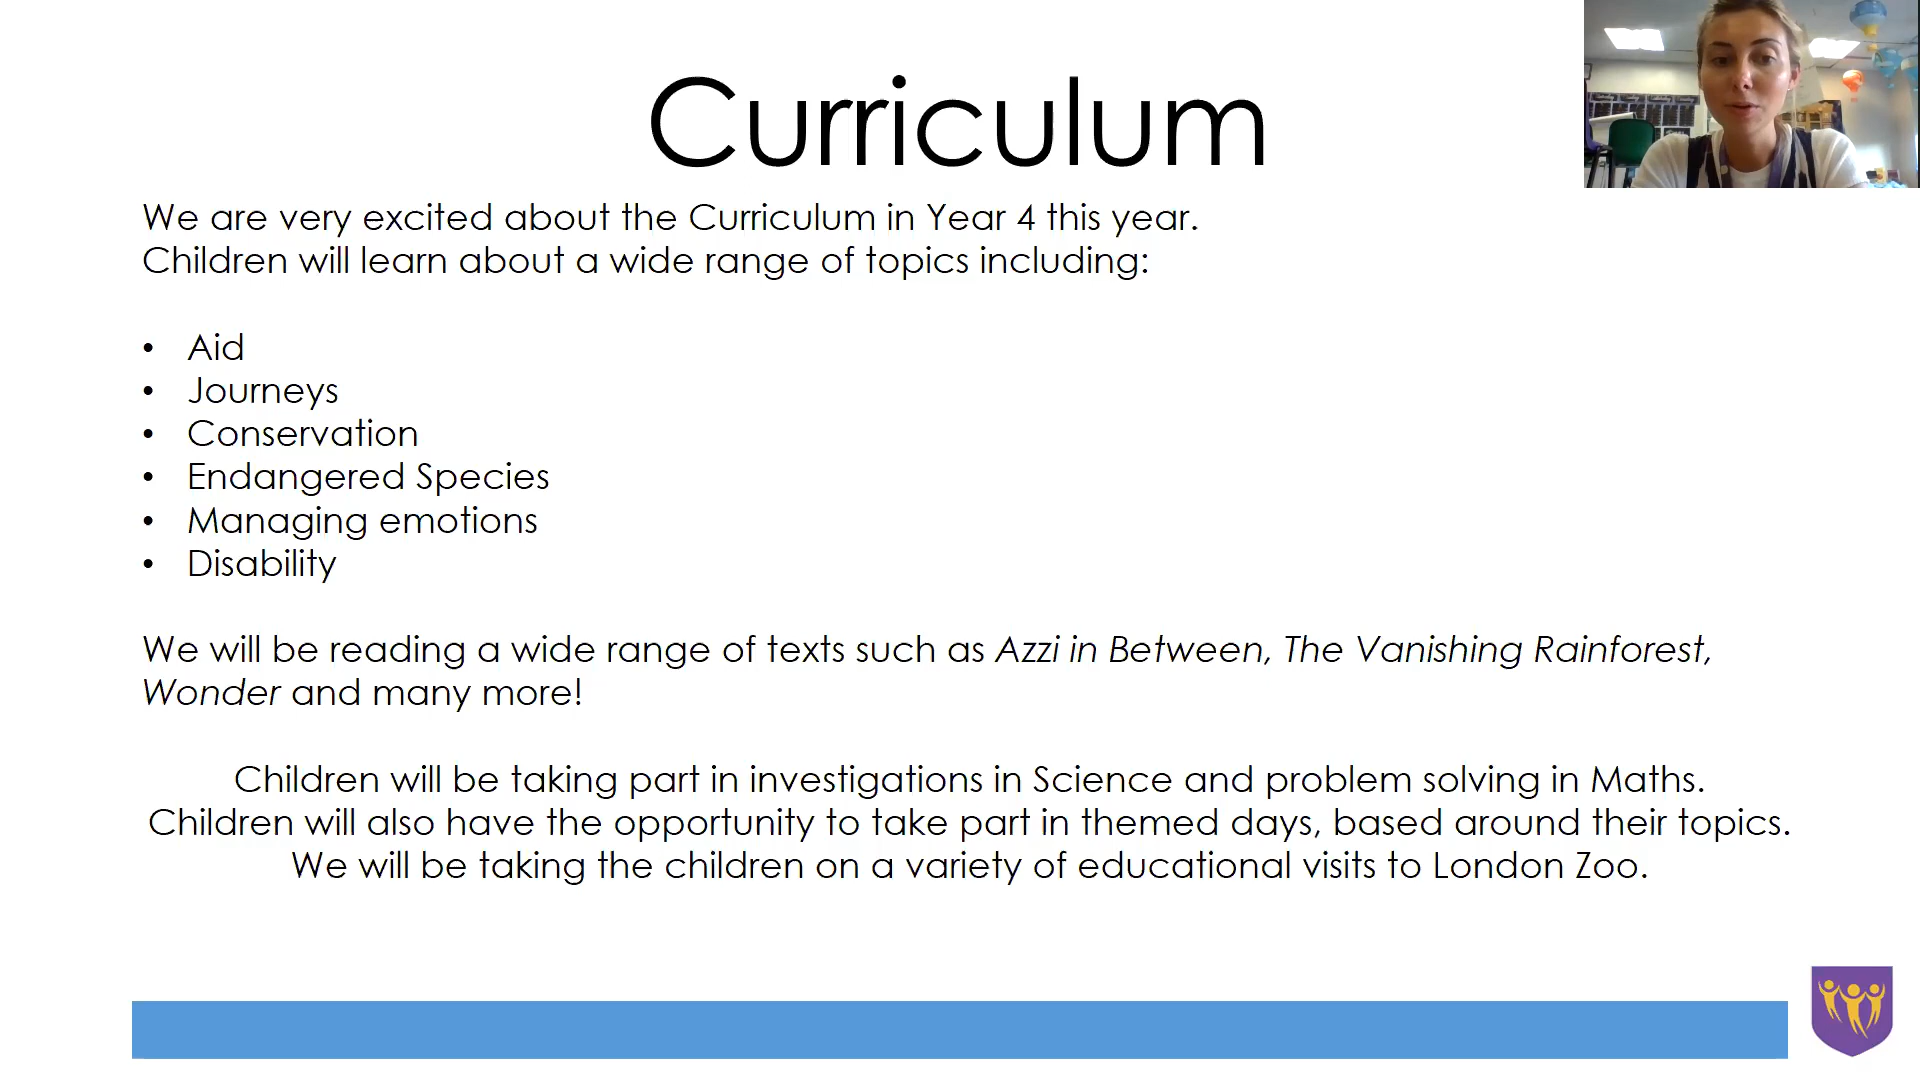 Curriculum
We are very excited about the Curriculum in Year 4 this year.
Children will learn about a wide range of topics including:
• Aid
• Journeys
• Conservation
• Endangered Species
• Managing emotions
• Disability
We will be reading a wide range of texts such as Azzi in Between, The Vanishing Rainforest,
Wonder and many more!
Children will be taking part in investigations in Science and problem solving in Maths.
Children will also have the opportunity to take part in themed days, based around their topics.
We will be taking the children on a variety of educational visits to London Zoo.